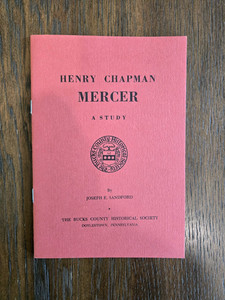 HENRY CHAPMAN
MERCER
A STUDY
By
JOSEPH E. SANDFORD
THE BUCKS COUNTY HISTORICAL SOCIETY
DOYLESTOWN, PENNSYLVANIA